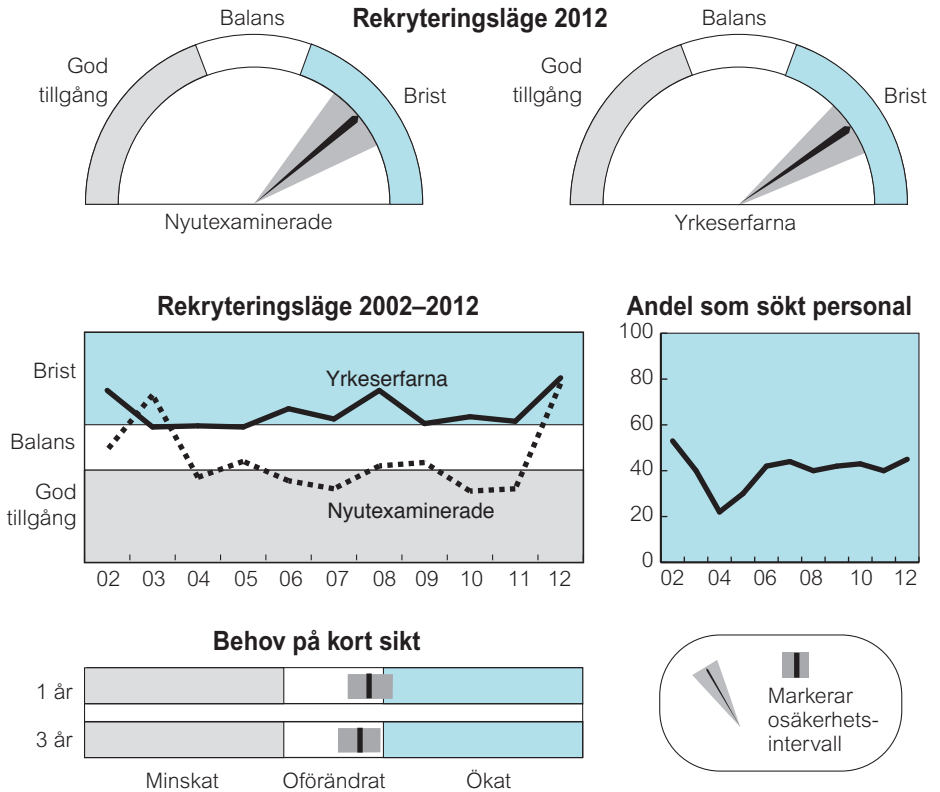 Rekryteringsläge 2012
Balans
God
tillgång
Brist
Nyutexaminerade
Balans
God
tillgång
Brist
Yrkeserfarna
Rekryteringsläge 2002–2012
Brist
Balans
God
tillgång
Yrkeserfarna
Nyutexaminerade
02 03 04 05 06 07 08 09 10 11 12
Andel som sökt personal
100
80
60
40
20
0
02 04 06 08 10 12
Behov på kort sikt
1 år
3 år
Minskat Oförändrat Ökat
Markerar
osäkerhets-
intervall